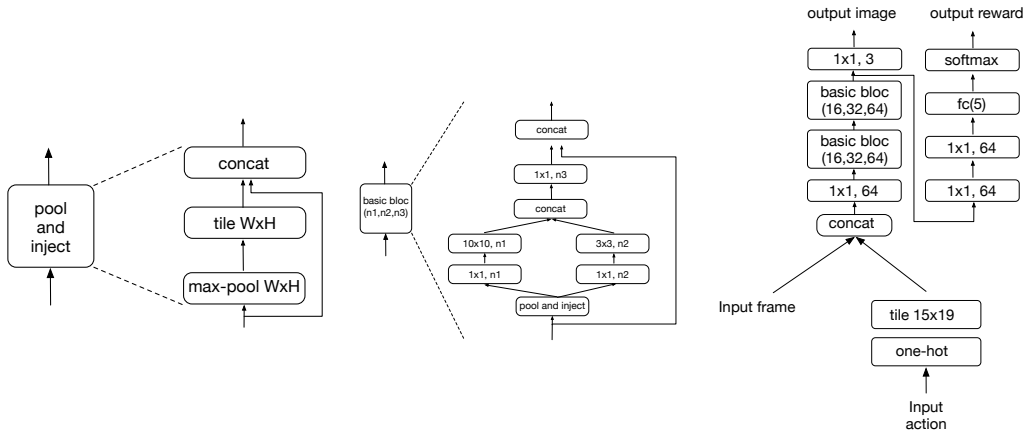 pool
and
inject
concat
tile WxH
max-pool WxH
basic bloc
(n1,n2,n3)
concat
1x1, n3
concat
10x10, n1
3x3, n2
1x1, n1
1x1, n2
pool and inject
output image
output reward
1x1, 3
softmax
basic bloc
(16,32,64)
fc(5)
basic bloc
(16,32,64)
1x1, 64
1x1, 64
1x1, 64
concat
Input frame
tile 15x19
one-hot
Input
action